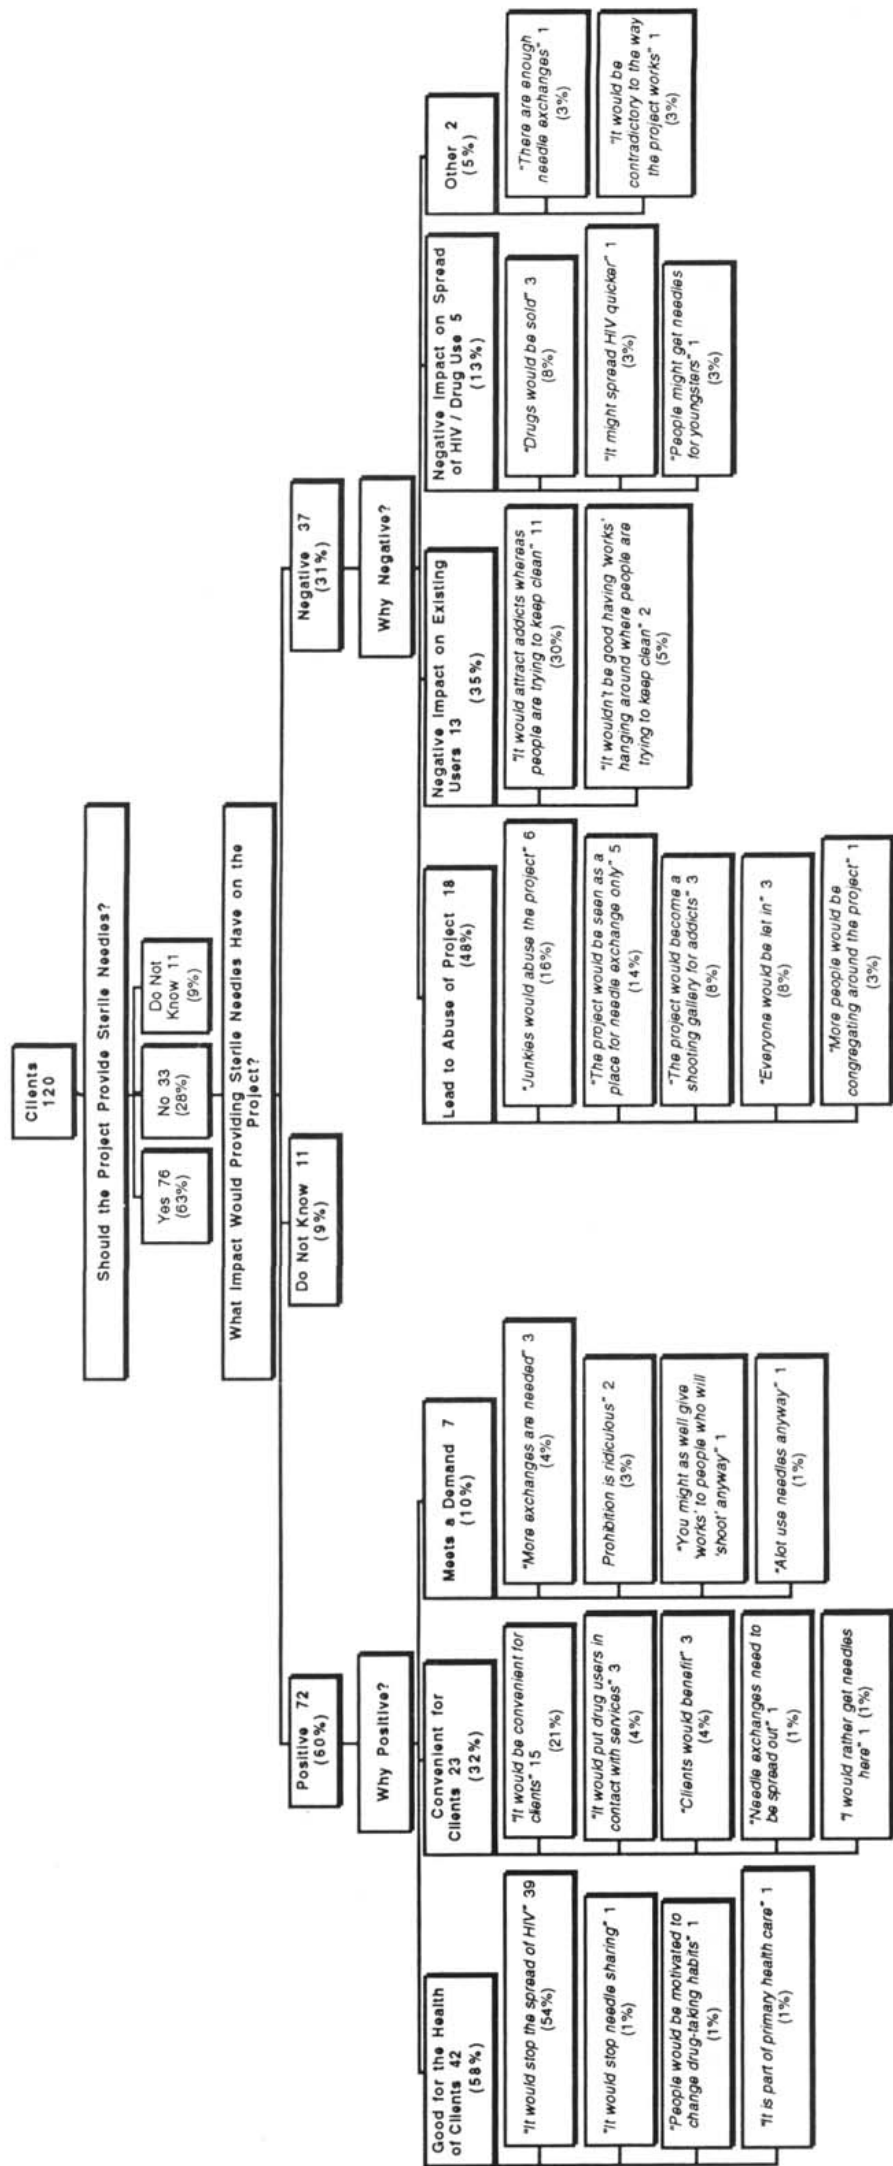 Clients
120
Should the Project Provide Sterile Needles?
Yes 76
(63%)
No 33
(28%)
Do Not
Know 11
(9%)
What Impact Would Providing Sterile Needles Have on the
Project?
Positive 72
(60%)
Do Not Know 11
(9%)
Negative 37
(31%)
Why Positive?
Good for the Health
of Clients 42
(58%)
"It would stop the spread of HIV" 39
(54%)
"It would stop needle sharing" 1
(1%)
"People would be motivated to
change drug-taking habits" 1
(1%)
"It is part of primary health care" 1
(1%)
Convenient for
Clients 23
(32%)
"It would be convenient for
clients" 15
(21%)
"It would put drug users in
contact with services" 3
(4%)
"Clients would benefit" 3
(4%)
"Needle exchanges need to
be spread out" 1
(1%)
"I would rather get needles
here" 1 (1%)
Meets a Demand 7
(10%)
"More exchanges are needed" 3
(4%)
Prohibition is ridiculous" 2
(3%)
"You might as well give
'works' to people who will
'shoot' anyway" 1
"Alot use needles anyway" 1
(1%)
Why Negative?
Lead to Abuse of Project 18
(48%)
"Junkies would abuse the project" 6
(16%)
"The project would be seen as a
place for needle exchange only" 5
(14%)
"The project would become a
shooting gallery for addicts" 3
(8%)
"Everyone would be let in" 3
(8%)
"More people would be
congregating around the project" 1
(3%)
Negative Impact on Existing
Users 13
(35%)
"It would attract addicts whereas
people are trying to keep clean" 11
(30%)
"It wouldn't be good having 'works'
hanging around where people are
trying to keep clean" 2
(5%)
Negative Impact on Spread
of HIV / Drug Use 5
(13%)
"Drugs would be sold" 3
(8%)
"It might spread HIV quicker" 1
(3%)
"People might get needles
for youngsters" 1
(3%)
Other 2
(5%)
"There are enough
needle exchanges" 1
(3%)
"It would be
contradictory to the way
the project works" 1
(3%)